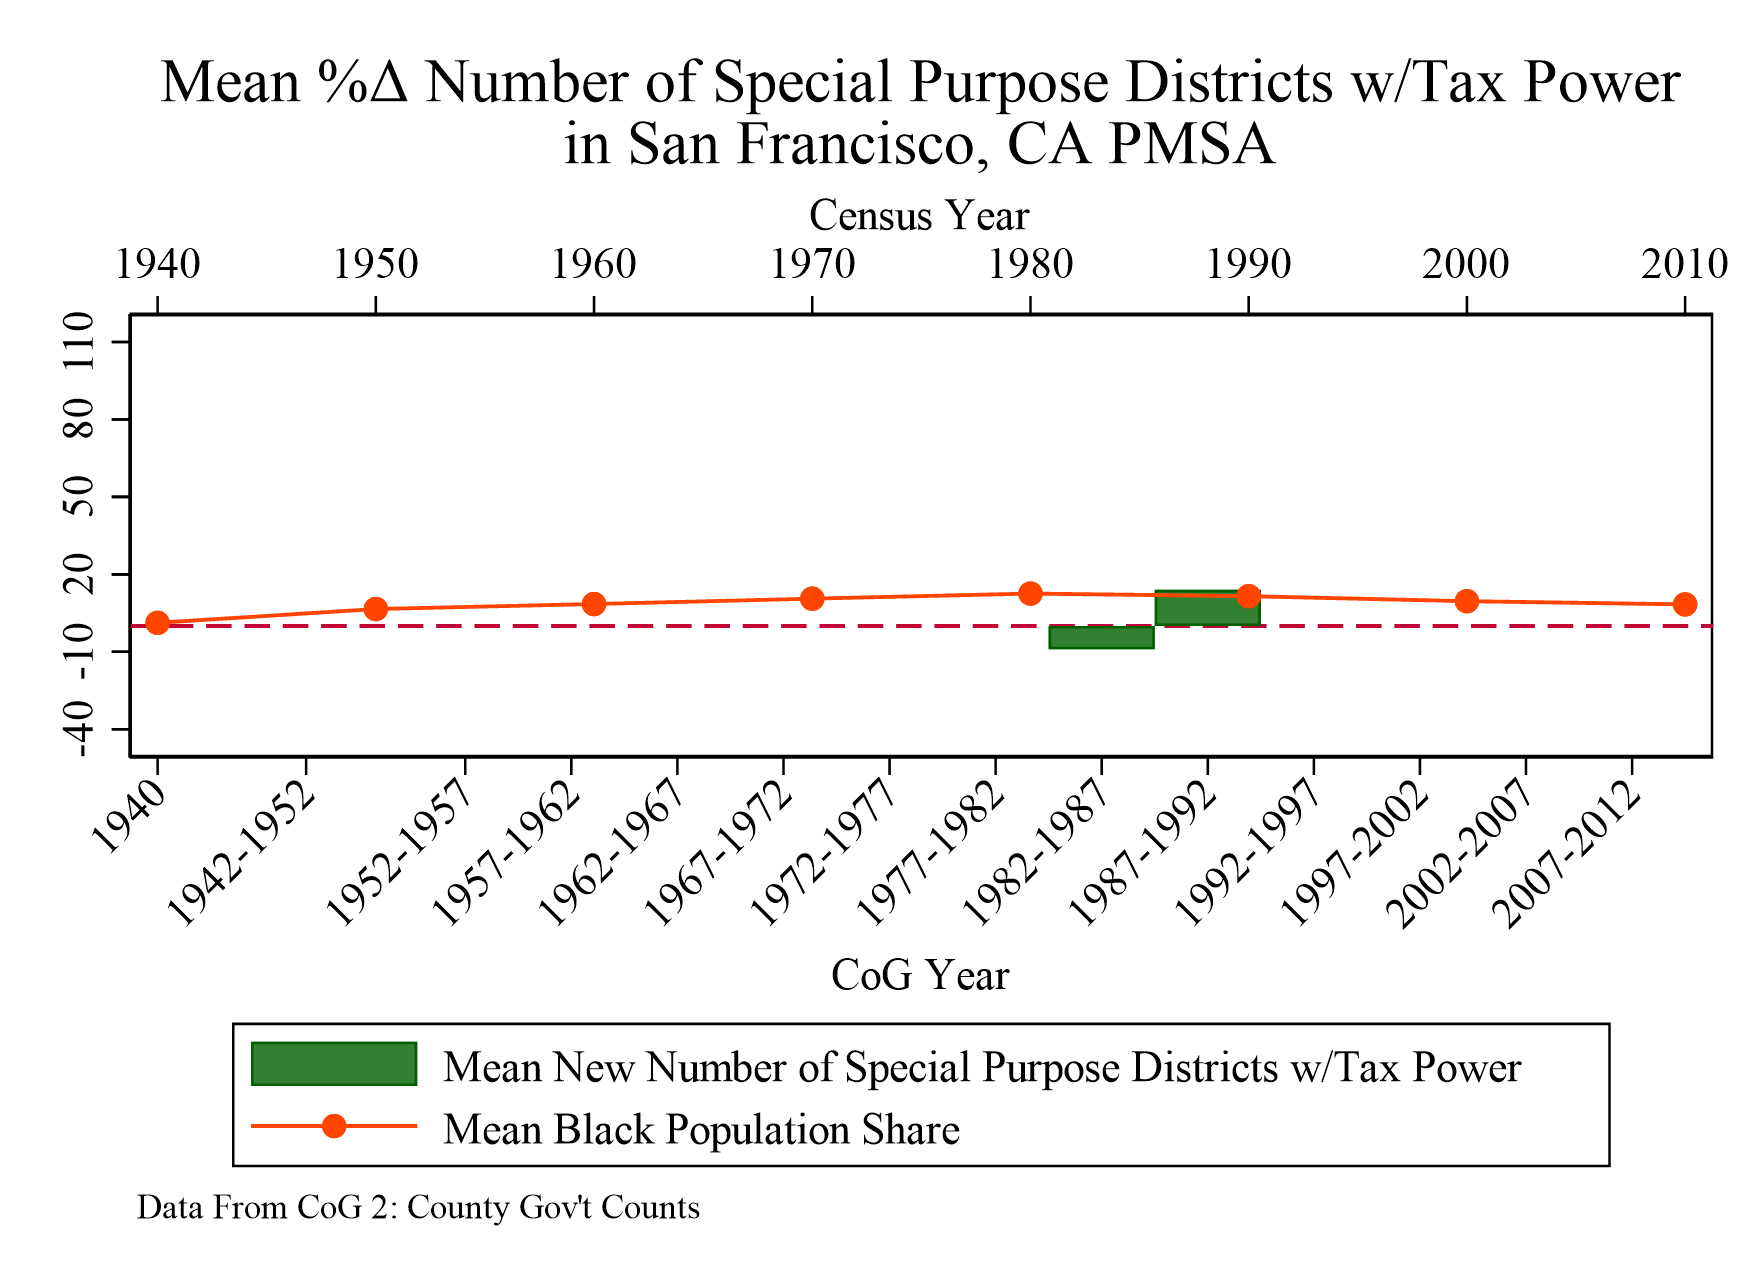 Mean %Δ Number of Special Purpose Districts w/Tax Power
in San Francisco, CA PMSA
Census Year
1940 1950 1960 1970 1980 1990 2000 2010
110
80
50
20
-10
-40
1940 1942-1952 1952-1957 1957-1962 1962-1967 1967-1972 1972-1977 1977-1982 1982-1987 1987-1992 1992-1997 1997-2002 2002-2007 2007-2012
CoG Year
Mean New Number of Special Purpose Districts w/Tax Power
Mean Black Population Share
Data From CoG 2: County Gov't Counts